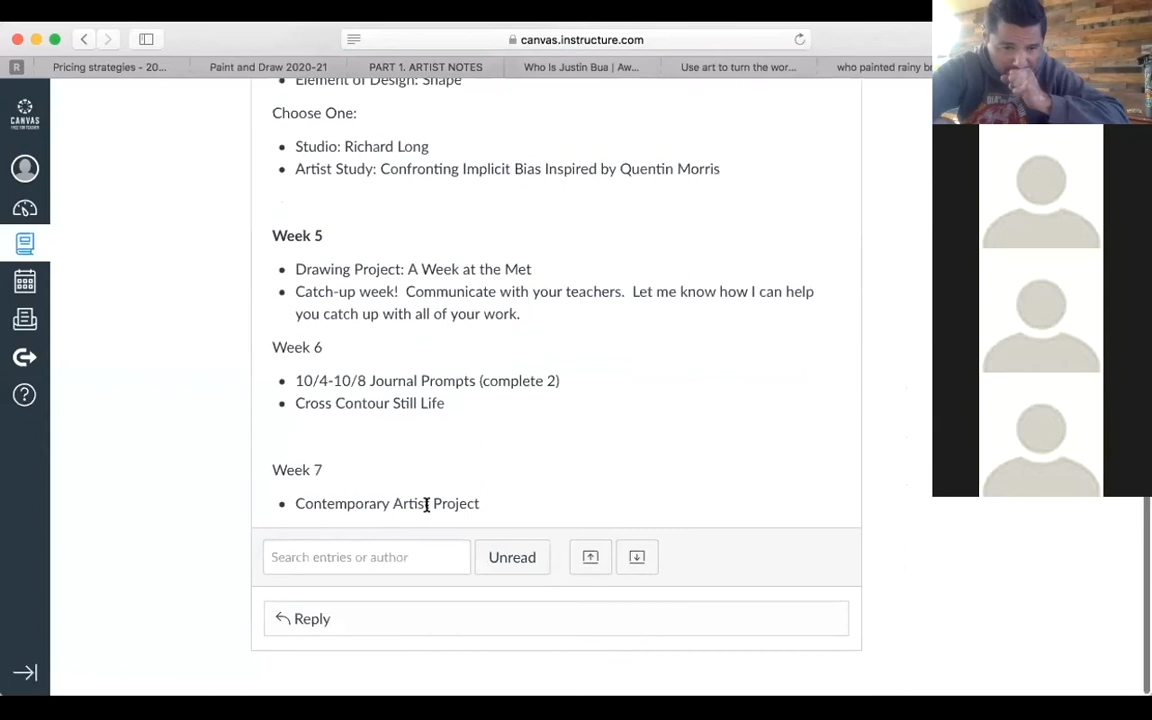 canvas.instructure.com
R
Pricing strategies - 20...
Paint and Draw 2020-21
PART 1. ARTIST NOTES
Who Is Justin Bua | Aw...
Use art to turn the wor...
who painted rainy br
CANVAS
Element of Design: Shape
Choose One:
Studio: Richard Long
Artist Study: Confronting Implicit Bias Inspired by Quentin Morris
Week 5
Drawing Project: A Week at the Met
Catch-up week! Communicate with your teachers. Let me know how I can help
you catch up with all of your work.
Week 6
10/4-10/8 Journal Prompts (complete 2)
Cross Contour Still Life
Week 7
Contemporary Artist Project
Search entries or author
Unread
Reply